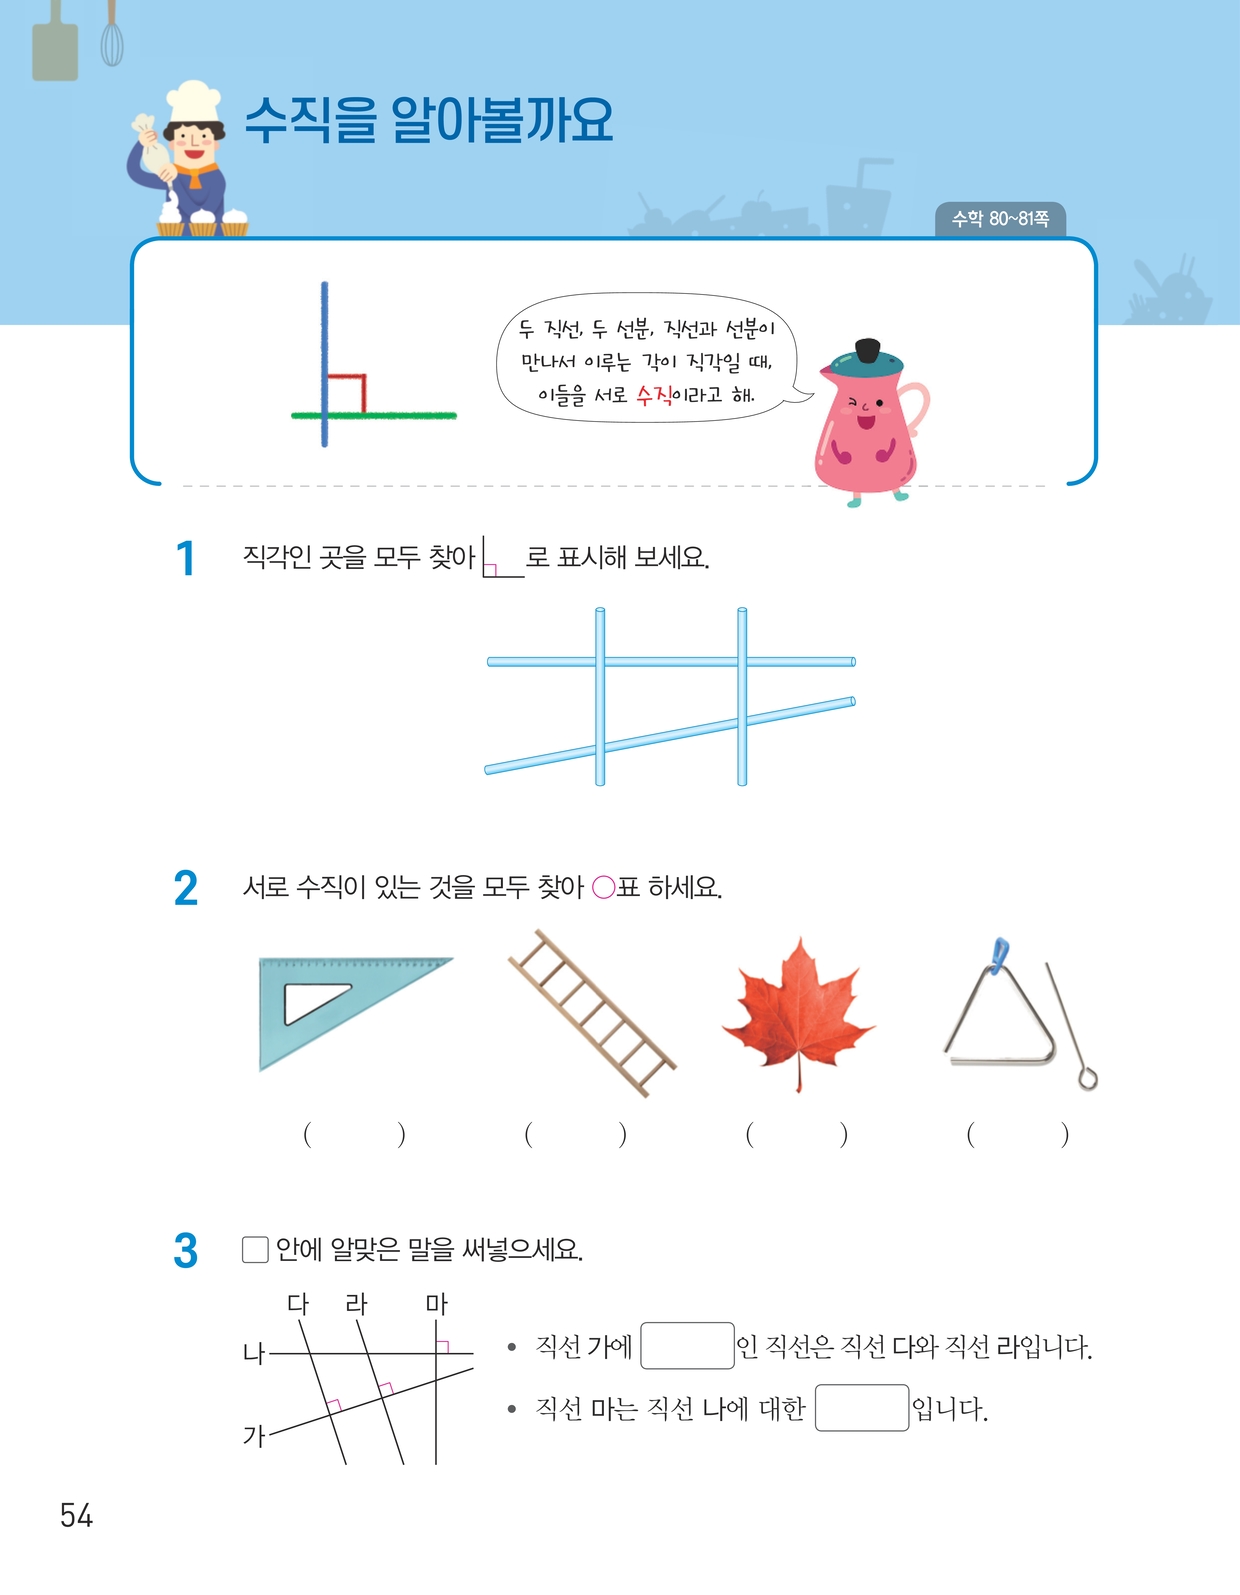 수직을 알아볼까요
수학 80~81쪽
두 직선, 두 선분, 직선과 선분이
만나서 이루는 각이 직각일 때,
이들을 서로 수직이라고 해.
1 직각인 곳을 모두 찾아 로 표시해 보세요.
2 서로 수직이 있는 것을 모두 찾아 ○표 하세요.
( ) ( ) ( ) ( )
3 □ 안에 알맞은 말을 써넣으세요.
다 라 마
나
가
• 직선 가에 □인 직선은 직선 다와 직선 라입니다.
• 직선 마는 직선 나에 대한 □입니다.
54